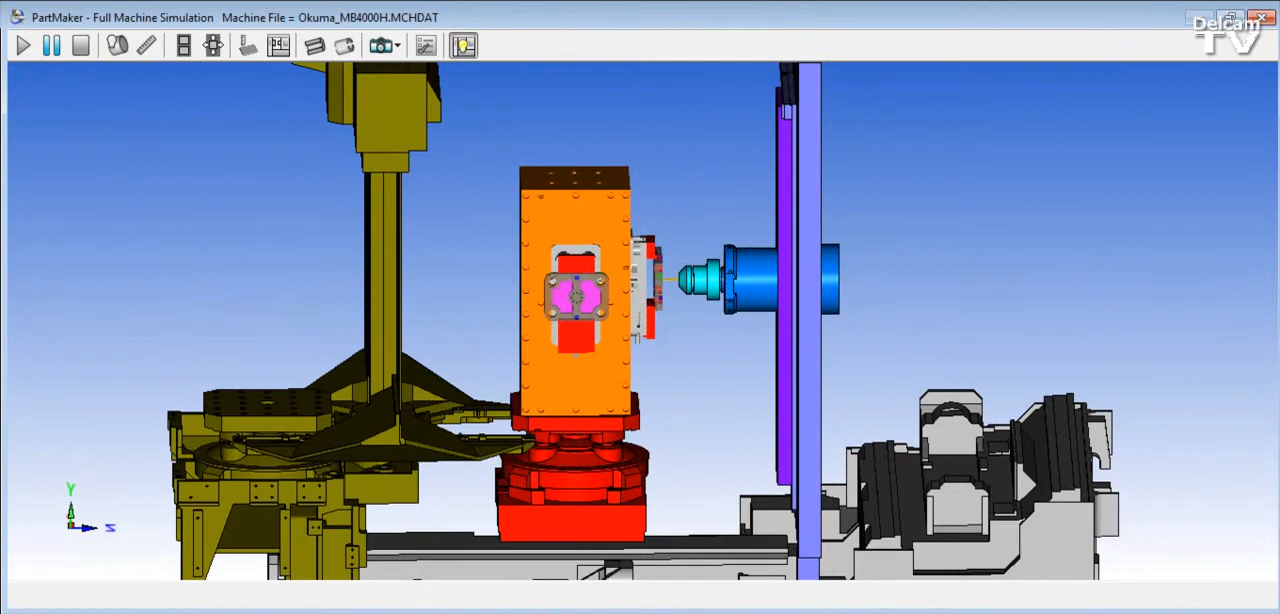 PartMaker - Full Machine Simulation   Machine File = Okuma_MB4000H.MCHDAT
Delcam
TV
Y
Z